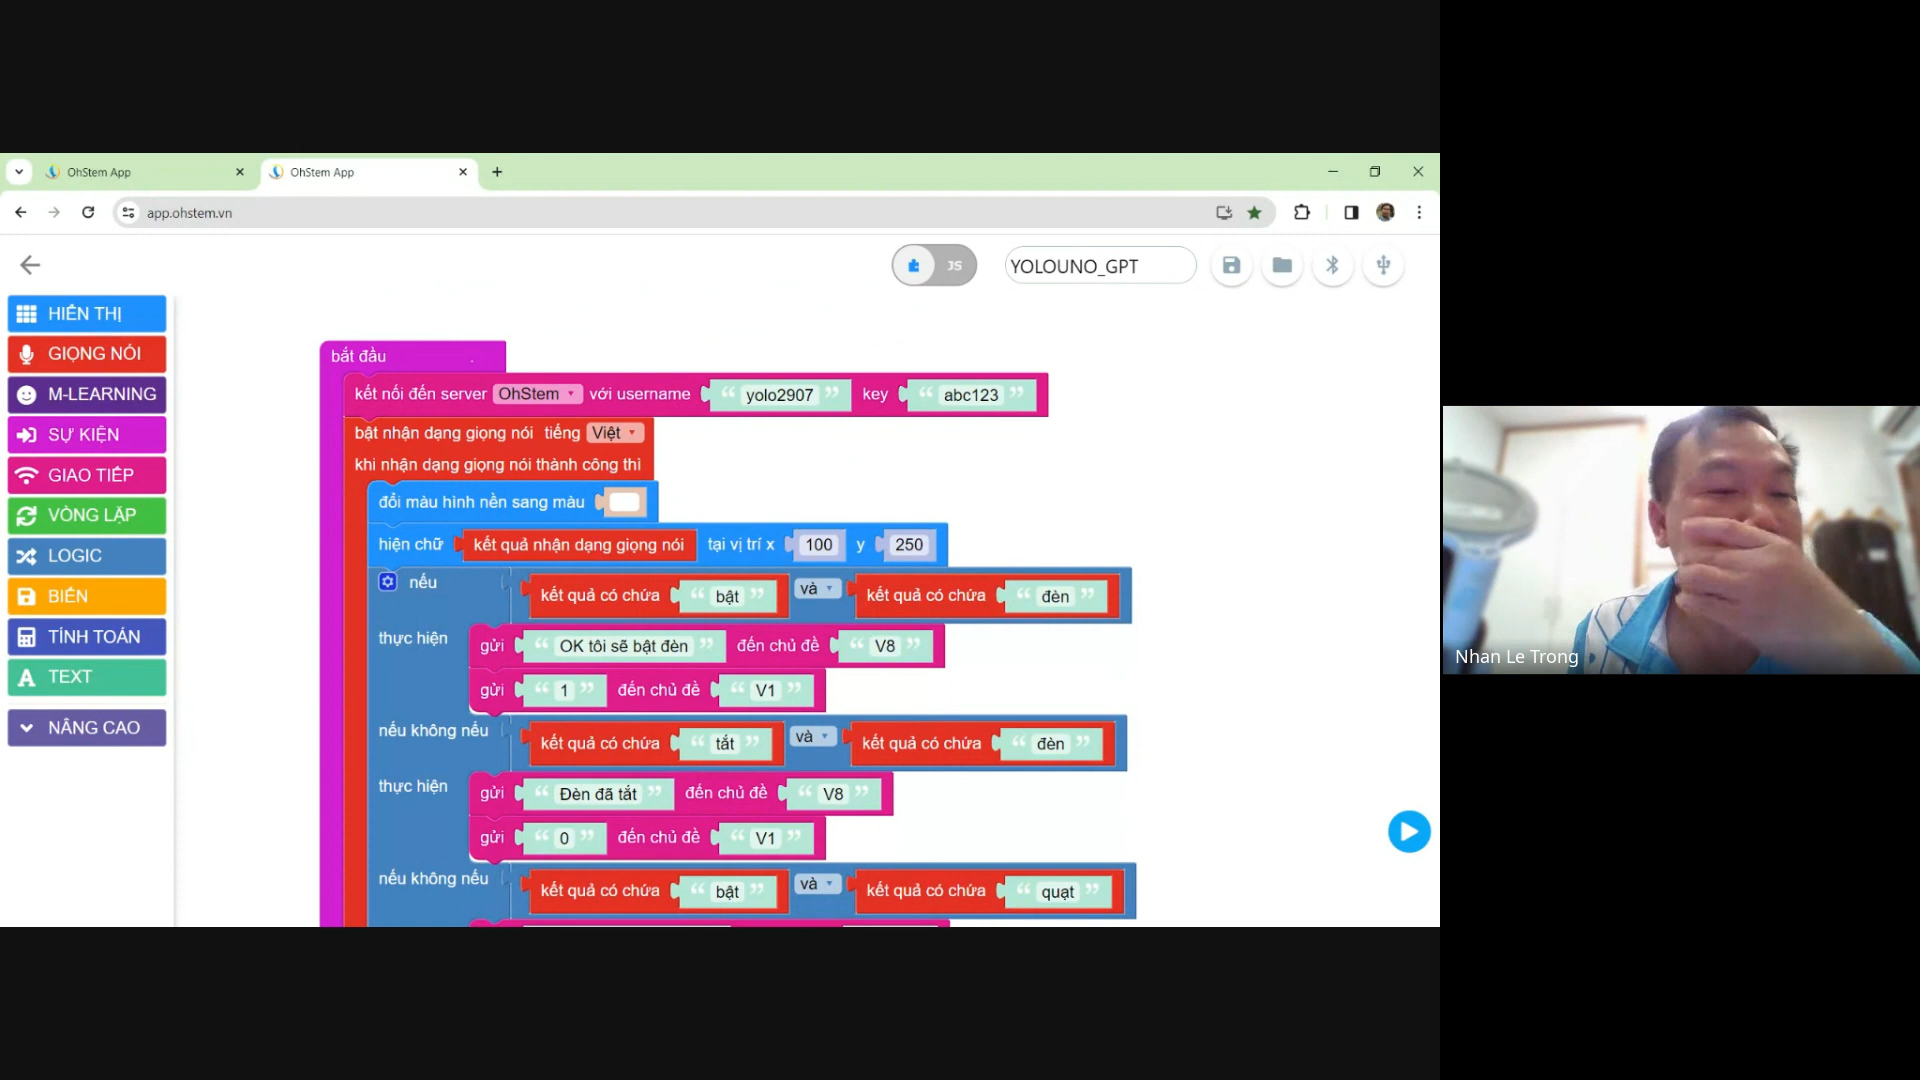 OhStem App
OhStem App
app.ohstem.vn
JS
YOLOUNO_GPT
HIỂN THỊ
GIỌNG NÓI
M-LEARNING
SỰ KIỆN
GIAO TIẾP
VÒNG LẶP
LOGIC
BIẾN
TÍNH TOÁN
TEXT
NÂNG CAO
bắt đầu
kết nối đến server OhStem với username “ yolo2907 ” key “ abc123 ”
bật nhận dạng giọng nói tiếng Việt
khi nhận dạng giọng nói thành công thì
đổi màu hình nền sang màu
hiện chữ kết quả nhận dạng giọng nói tại vị trí x 100 y 250
nếu kết quả có chứa “ bật ” và kết quả có chứa “ đèn ”
thực hiện gửi “ OK tôi sẽ bật đèn ” đến chủ đề “ V8 ”
gửi “ 1 ” đến chủ đề “ V1 ”
nếu không nếu kết quả có chứa “ tắt ” và kết quả có chứa “ đèn ”
thực hiện gửi “ Đèn đã tắt ” đến chủ đề “ V8 ”
gửi “ 0 ” đến chủ đề “ V1 ”
nếu không nếu kết quả có chứa “ bật ” và kết quả có chứa “ quạt ”
Nhan Le Trong